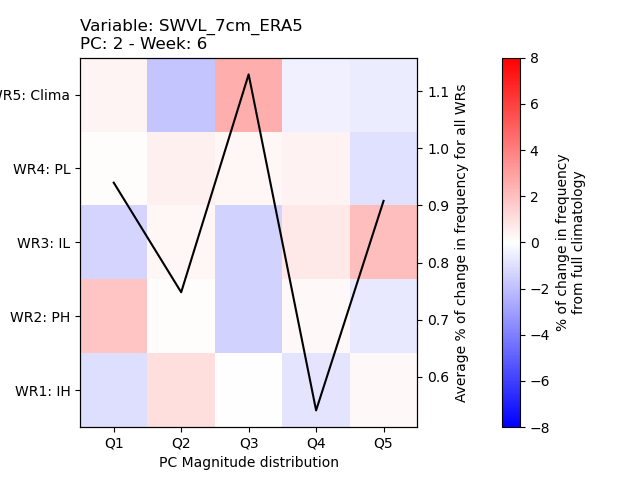 Variable: SWVL_7cm_ERA5
PC: 2 - Week: 6
R5: Clima
WR4: PL
WR3: IL
WR2: PH
WR1: IH
Q1 Q2 Q3 Q4 Q5
PC Magnitude distribution
1.1
1.0
0.9
0.8
0.7
0.6
Average % of change in frequency for all WRs
8
6
4
2
0
−2
−4
−6
−8
% of change in frequency
from full climatology